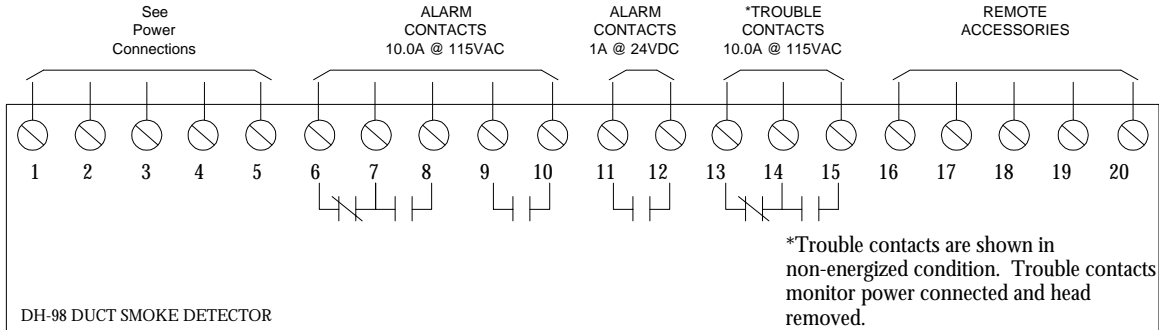 See
Power
Connections
ALARM
CONTACTS
10.0A @ 115VAC
ALARM
CONTACTS
1A @ 24VDC
*TROUBLE
CONTACTS
10.0A @ 115VAC
REMOTE
ACCESSORIES
1 2 3 4 5 6 7 8 9 10 11 12 13 14 15 16 17 18 19 20
*Trouble contacts are shown in
non-energized condition. Trouble contacts
monitor power connected and head
removed.
DH-98 DUCT SMOKE DETECTOR